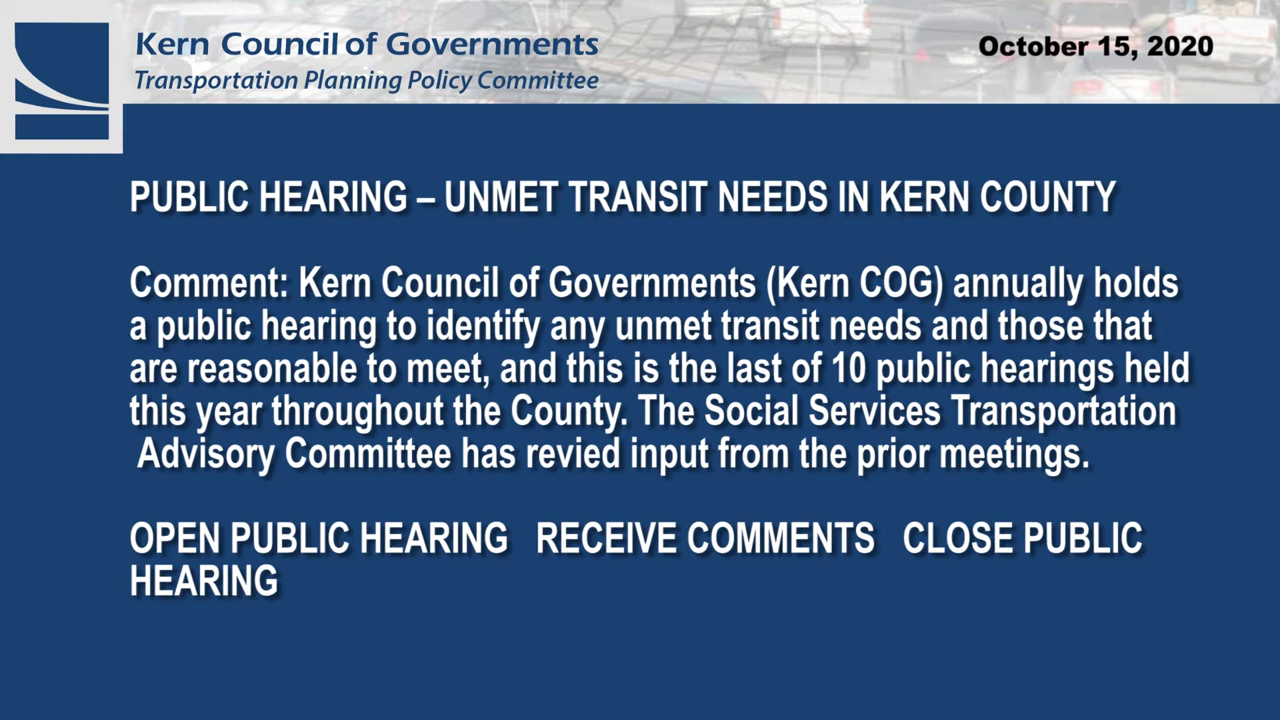 Kern Council of Governments
Transportation Planning Policy Committee
October 15, 2020
PUBLIC HEARING – UNMET TRANSIT NEEDS IN KERN COUNTY
Comment: Kern Council of Governments (Kern COG) annually holds
a public hearing to identify any unmet transit needs and those that
are reasonable to meet, and this is the last of 10 public hearings held
this year throughout the County. The Social Services Transportation
Advisory Committee has revied input from the prior meetings.
OPEN PUBLIC HEARING RECEIVE COMMENTS CLOSE PUBLIC
HEARING